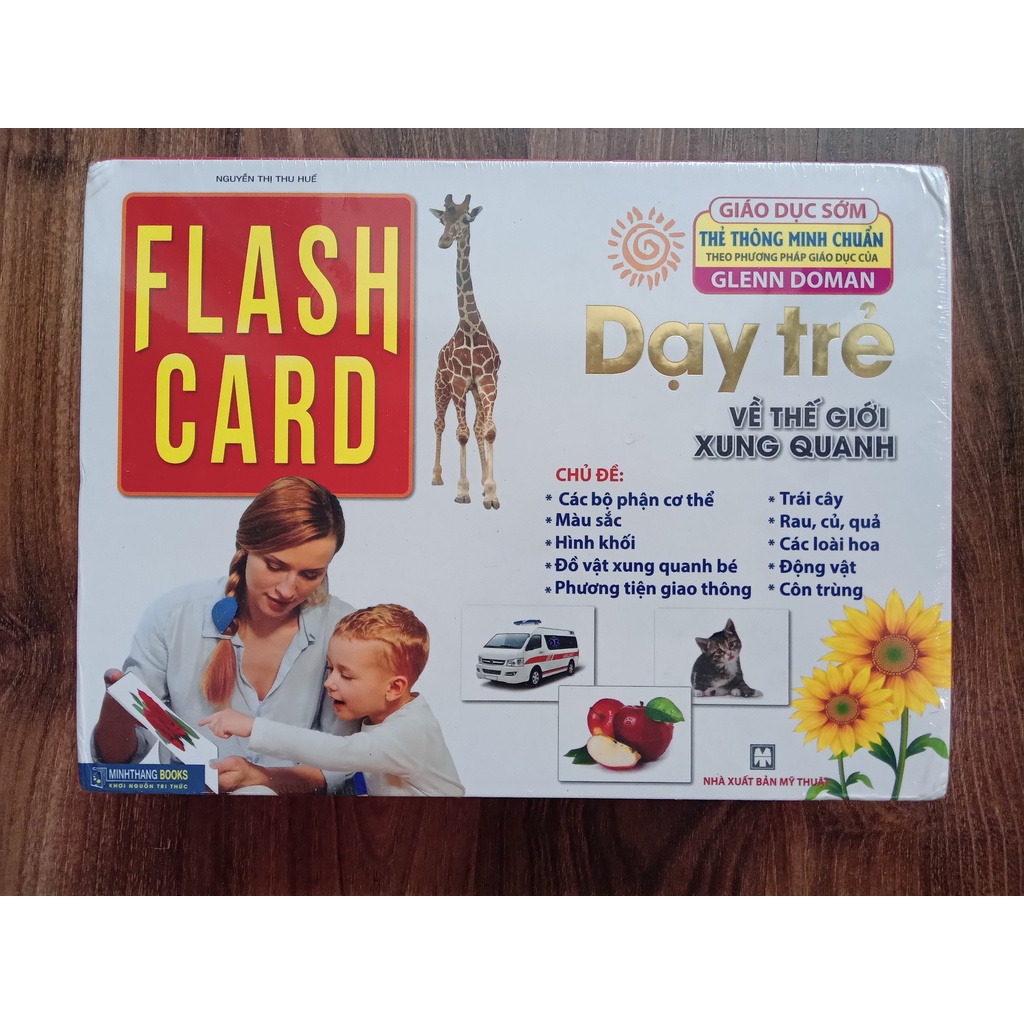 NGUYỄN THỊ THU HUẾ
FLASH
CARD
GIÁO DỤC SỚM
THẺ THÔNG MINH CHUẨN
THEO PHƯƠNG PHÁP GIÁO DỤC CỦA
GLENN DOMAN
Dạy trẻ
VỀ THẾ GIỚI
XUNG QUANH
CHỦ ĐỀ:
* Các bộ phận cơ thể
* Màu sắc
* Hình khối
* Đồ vật xung quanh bé
* Phương tiện giao thông
* Trái cây
* Rau, củ, quả
* Các loài hoa
* Động vật
* Côn trùng
MINHTHANG BOOKS
KHƠI NGUỒN TRI THỨC
NHÀ XUẤT BẢN MỸ THUẬT